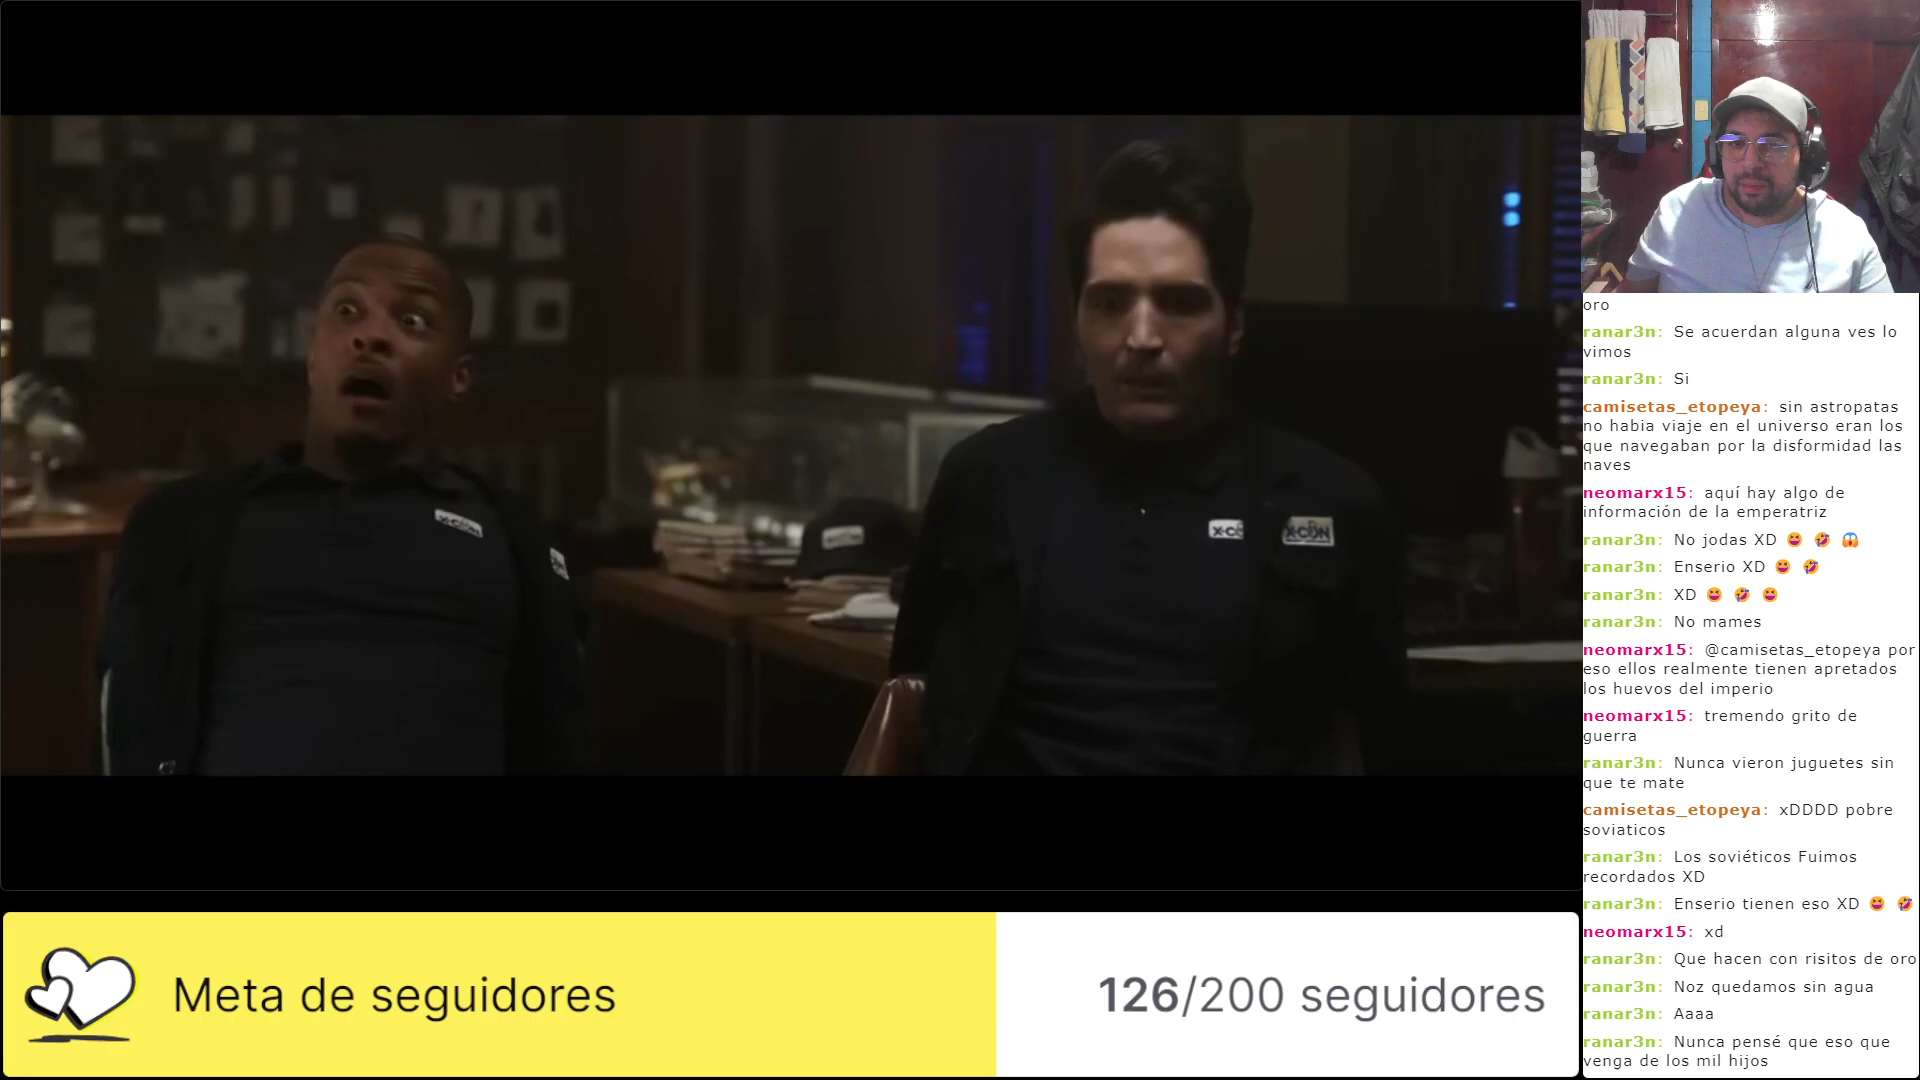 X-CON
X-CON
oro
ranar3n: Se acuerdan alguna ves lo
vimos
ranar3n: Si
camisetas_etopeya: sin astropatas
no habia viaje en el universo eran los
que navegaban por la disformidad las
naves
neomarx15: aquí hay algo de
información de la emperatriz
ranar3n: No jodas XD 😆 🤣 😱
ranar3n: Enserio XD 😆 🤣
ranar3n: XD 😆 🤣 😆
ranar3n: No mames
neomarx15: @camisetas_etopeya por
eso ellos realmente tienen apretados
los huevos del imperio
neomarx15: tremendo grito de
guerra
ranar3n: Nunca vieron juguetes sin
que te mate
camisetas_etopeya: xDDDD pobre
soviaticos
ranar3n: Los soviéticos Fuimos
recordados XD
ranar3n: Enserio tienen eso XD 😆 🤣
neomarx15: xd
ranar3n: Que hacen con risitos de oro
ranar3n: Noz quedamos sin agua
ranar3n: Aaaa
ranar3n: Nunca pensé que eso que
venga de los mil hijos
Meta de seguidores
126/200 seguidores